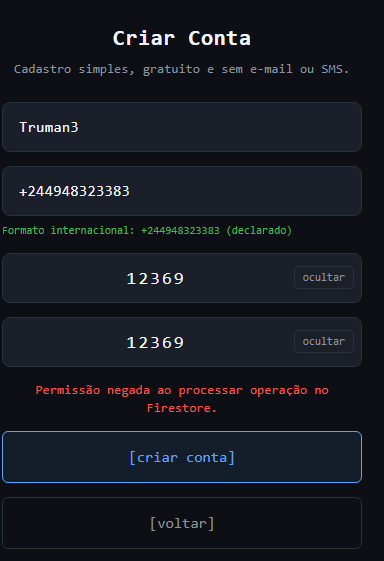 Criar Conta
Cadastro simples, gratuito e sem e-mail ou SMS.
Truman3
+244948323383
Formato internacional: +244948323383 (declarado)
12369
ocultar
12369
ocultar
Permissão negada ao processar operação no
Firestore.
[criar conta]
[voltar]